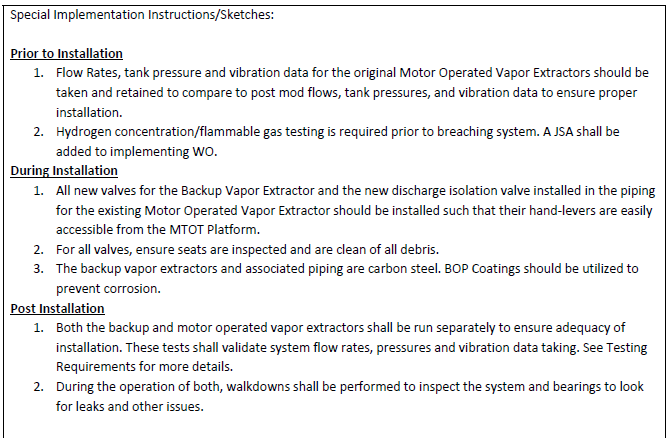 Special Implementation Instructions/Sketches:
Prior to Installation
1. Flow Rates, tank pressure and vibration data for the original Motor Operated Vapor Extractors should be
taken and retained to compare to post mod flows, tank pressures, and vibration data to ensure proper
installation.
2. Hydrogen concentration/flammable gas testing is required prior to breaching system. A JSA shall be
added to implementing WO.
During Installation
1. All new valves for the Backup Vapor Extractor and the new discharge isolation valve installed in the piping
for the existing Motor Operated Vapor Extractor should be installed such that their hand-levers are easily
accessible from the MTOT Platform.
2. For all valves, ensure seats are inspected and are clean of all debris.
3. The backup vapor extractors and associated piping are carbon steel. BOP Coatings should be utilized to
prevent corrosion.
Post Installation
1. Both the backup and motor operated vapor extractors shall be run separately to ensure adequacy of
installation. These tests shall validate system flow rates, pressures and vibration data taking. See Testing
Requirements for more details.
2. During the operation of both, walkdowns shall be performed to inspect the system and bearings to look
for leaks and other issues.